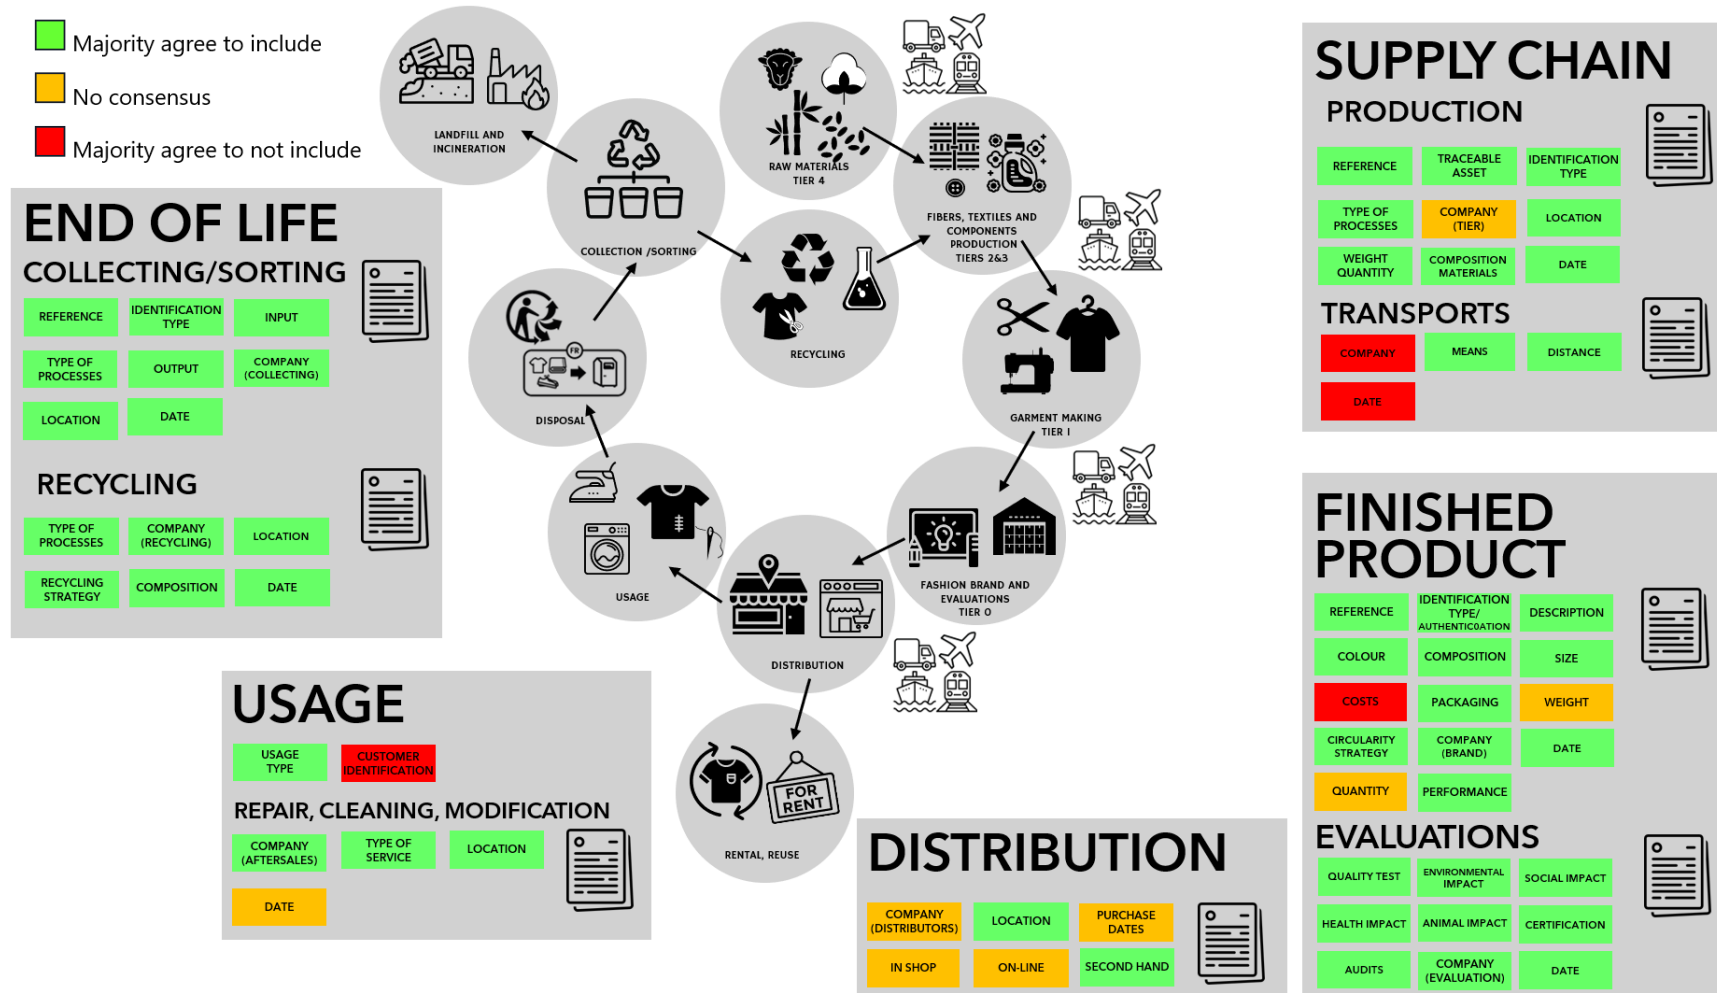 Majority agree to include
No consensus
Majority agree to not include
END OF LIFE
COLLECTING/SORTING
REFERENCE
IDENTIFICATION
TYPE
INPUT
TYPE OF
PROCESSES
OUTPUT
COMPANY
(COLLECTING)
LOCATION
DATE
RECYCLING
TYPE OF
PROCESSES
COMPANY
(RECYCLING)
LOCATION
RECYCLING
STRATEGY
COMPOSITION
DATE
USAGE
USAGE
TYPE
CUSTOMER
IDENTIFICATION
REPAIR, CLEANING, MODIFICATION
COMPANY
(AFTERSALES)
TYPE OF
SERVICE
LOCATION
DATE
LANDFILL AND
INCINERATION
COLLECTION /SORTING
RAW MATERIALS
TIER 4
FIBERS, TEXTILES AND
COMPONENTS
PRODUCTION
TIERS 2&3
RECYCLING
FR
DISPOSAL
GARMENT MAKING
TIER I
USAGE
FASHION BRAND AND
EVALUATIONS
TIER 0
DISTRIBUTION
FOR
RENT
RENTAL, REUSE
DISTRIBUTION
COMPANY
(DISTRIBUTORS)
LOCATION
PURCHASE
DATES
IN SHOP
ON-LINE
SECOND HAND
SUPPLY CHAIN
PRODUCTION
REFERENCE
TRACEABLE
ASSET
IDENTIFICATION
TYPE
TYPE OF
PROCESSES
COMPANY
(TIER)
LOCATION
WEIGHT
QUANTITY
COMPOSITION
MATERIALS
DATE
TRANSPORTS
COMPANY
MEANS
DISTANCE
DATE
FINISHED
PRODUCT
REFERENCE
IDENTIFICATION
TYPE/
AUTHENTIC0ATION
DESCRIPTION
COLOUR
COMPOSITION
SIZE
COSTS
PACKAGING
WEIGHT
CIRCULARITY
STRATEGY
COMPANY
(BRAND)
DATE
QUANTITY
PERFORMANCE
EVALUATIONS
QUALITY TEST
ENVIRONMENTAL
IMPACT
SOCIAL IMPACT
HEALTH IMPACT
ANIMAL IMPACT
CERTIFICATION
AUDITS
COMPANY
(EVALUATION)
DATE